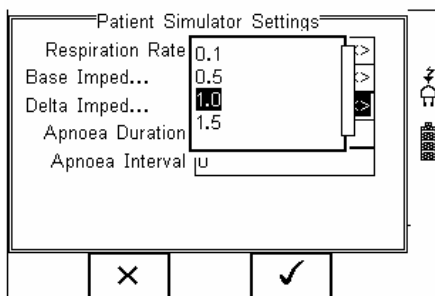 Patient Simulator Settings
Respiration Rate
0.1
<>
Base Imped...
0.5
<>
Delta Imped...
1.0
<>
1.5
Apnoea Duration
Apnoea Interval